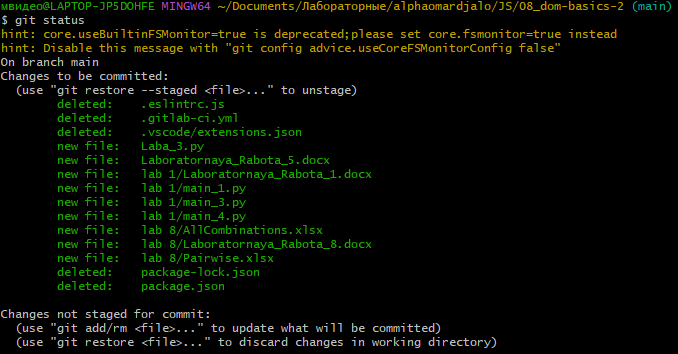 мвидео@LAPTOP-JP5DOHFE MINGW64 ~/Documents/Лабораторные/alphaomardjalo/JS/08_dom-basics-2 (main)
$ git status
hint: core.useBuiltinFSMonitor=true is deprecated;please set core.fsmonitor=true instead
hint: Disable this message with "git config advice.useCoreFSMonitorConfig false"
On branch main
Changes to be committed:
  (use "git restore --staged <file>..." to unstage)
        deleted:    .eslintrc.js
        deleted:    .gitlab-ci.yml
        deleted:    .vscode/extensions.json
        new file:   Laba_3.py
        new file:   Laboratornaya_Rabota_5.docx
        new file:   lab 1/Laboratornaya_Rabota_1.docx
        new file:   lab 1/main_1.py
        new file:   lab 1/main_3.py
        new file:   lab 1/main_4.py
        new file:   lab 8/AllCombinations.xlsx
        new file:   lab 8/Laboratornaya_Rabota_8.docx
        new file:   lab 8/Pairwise.xlsx
        deleted:    package-lock.json
        deleted:    package.json

Changes not staged for commit:
  (use "git add/rm <file>..." to update what will be committed)
  (use "git restore <file>..." to discard changes in working directory)